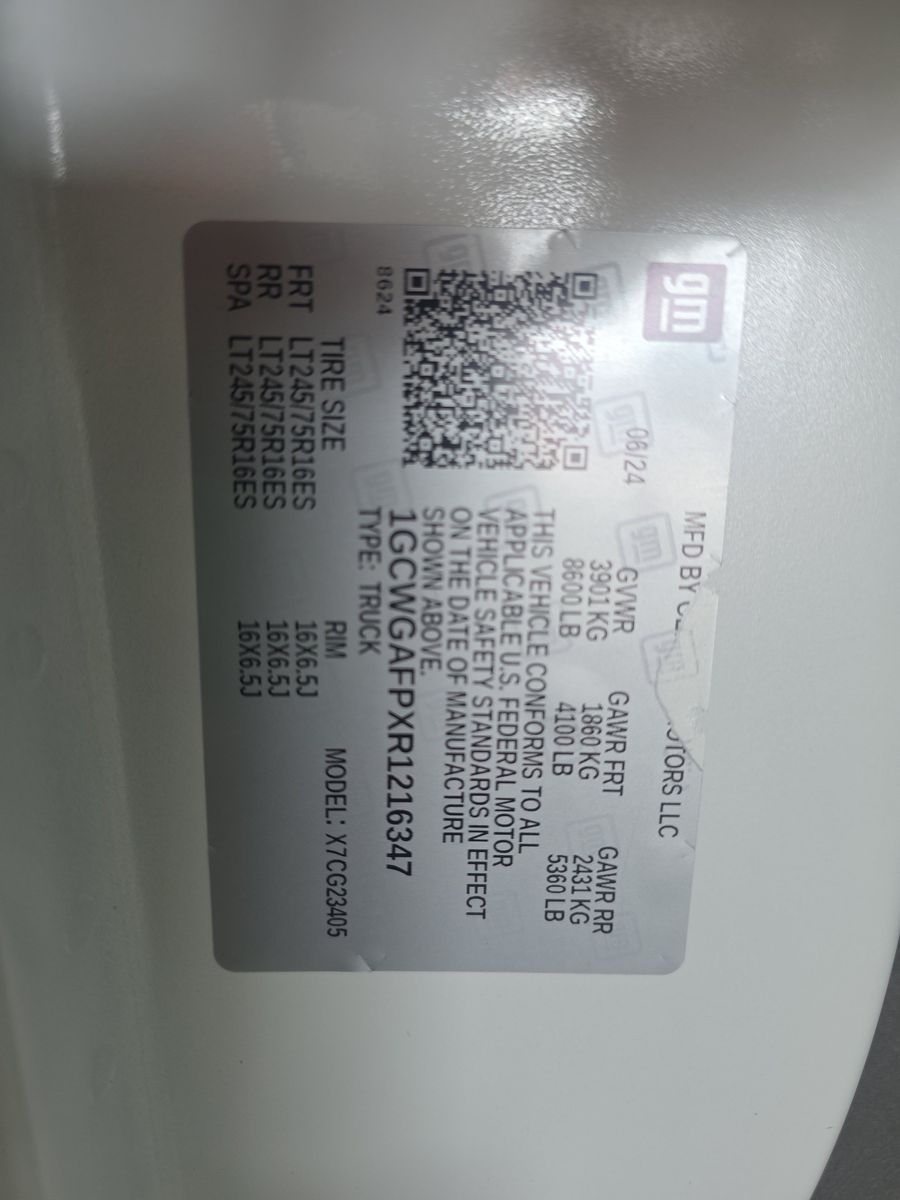 gm
MFD BY MOTORS LLC
06/24
GVWR GAWR FRT GAWR RR
3901 KG 1860 KG 2431 KG
8600 LB 4100 LB 5360 LB
THIS VEHICLE CONFORMS TO ALL
APPLICABLE U.S. FEDERAL MOTOR
VEHICLE SAFETY STANDARDS IN EFFECT
ON THE DATE OF MANUFACTURE
SHOWN ABOVE.
8624
1GCWGAFPXR1216347
TYPE: TRUCK
MODEL: X7CG23405
TIRE SIZE RIM
FRT LT245/75R16ES 16X6.5J
RR LT245/75R16ES 16X6.5J
SPA LT245/75R16ES 16X6.5J